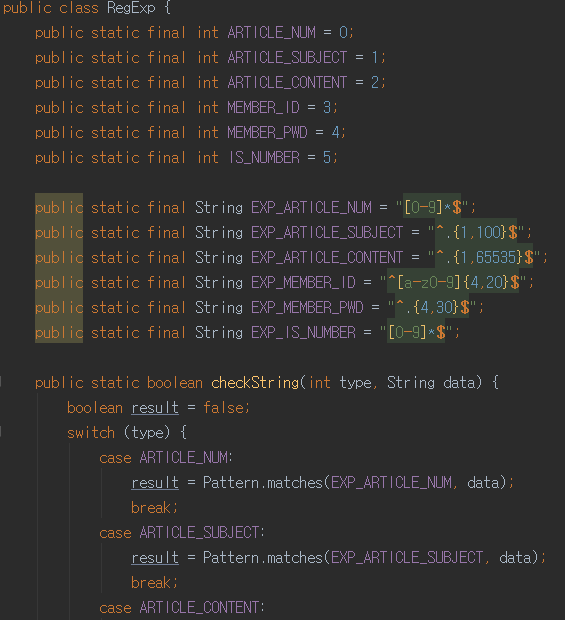 public class RegExp {
    public static final int ARTICLE_NUM = 0;
    public static final int ARTICLE_SUBJECT = 1;
    public static final int ARTICLE_CONTENT = 2;
    public static final int MEMBER_ID = 3;
    public static final int MEMBER_PWD = 4;
    public static final int IS_NUMBER = 5;

    public static final String EXP_ARTICLE_NUM = "[0-9]*$";
    public static final String EXP_ARTICLE_SUBJECT = "^.{1,100}$";
    public static final String EXP_ARTICLE_CONTENT = "^.{1,65535}$";
    public static final String EXP_MEMBER_ID = "^[a-z0-9]{4,20}$";
    public static final String EXP_MEMBER_PWD = "^.{4,30}$";
    public static final String EXP_IS_NUMBER = "[0-9]*$";

    public static boolean checkString(int type, String data) {
        boolean result = false;
        switch (type) {
            case ARTICLE_NUM:
                result = Pattern.matches(EXP_ARTICLE_NUM, data);
                break;
            case ARTICLE_SUBJECT:
                result = Pattern.matches(EXP_ARTICLE_SUBJECT, data);
                break;
            case ARTICLE_CONTENT: